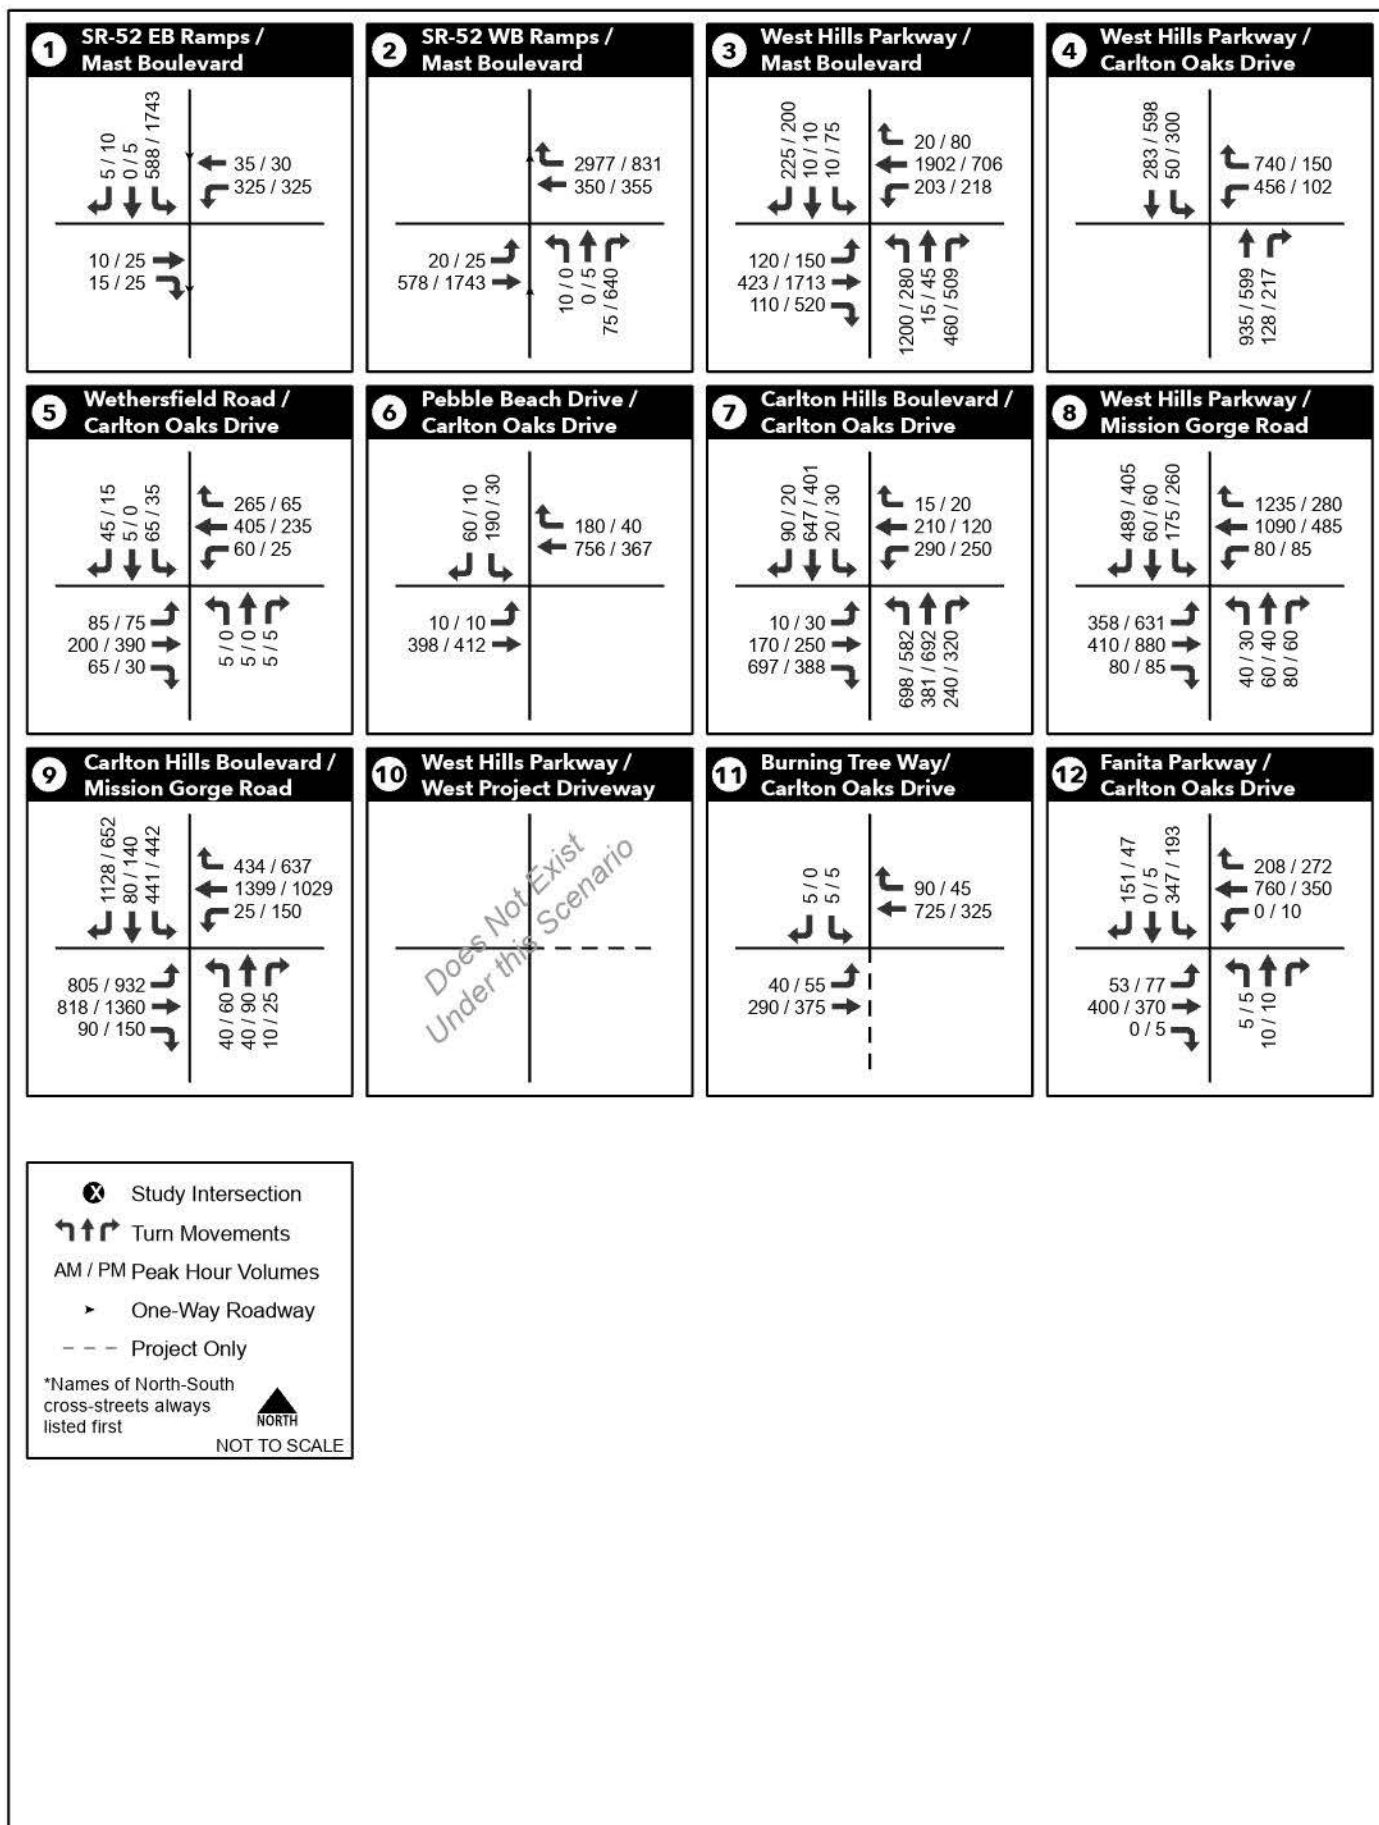 1
SR-52 EB Ramps /
Mast Boulevard
5 / 10
0 / 5
588 / 1743
35 / 30
325 / 325
10 / 25
15 / 25
2
SR-52 WB Ramps /
Mast Boulevard
2977 / 831
350 / 355
20 / 25
578 / 1743
10 / 0
0 / 5
75 / 640
3
West Hills Parkway /
Mast Boulevard
225 / 200
10 / 10
10 / 75
20 / 80
1902 / 706
203 / 218
120 / 150
423 / 1713
110 / 520
1200 / 280
15 / 45
460 / 509
4
West Hills Parkway /
Carlton Oaks Drive
283 / 598
50 / 300
740 / 150
456 / 102
935 / 599
128 / 217
5
Wethersfield Road /
Carlton Oaks Drive
45 / 15
5 / 0
65 / 35
265 / 65
405 / 235
60 / 25
85 / 75
200 / 390
65 / 30
5 / 0
5 / 0
5 / 5
6
Pebble Beach Drive /
Carlton Oaks Drive
60 / 10
190 / 30
180 / 40
756 / 367
10 / 10
398 / 412
7
Carlton Hills Boulevard /
Carlton Oaks Drive
90 / 20
647 / 401
20 / 30
15 / 20
210 / 120
290 / 250
10 / 30
170 / 250
697 / 388
698 / 582
381 / 692
240 / 320
8
West Hills Parkway /
Mission Gorge Road
489 / 405
60 / 60
175 / 260
1235 / 280
1090 / 485
80 / 85
358 / 631
410 / 880
80 / 85
40 / 30
60 / 40
80 / 60
9
Carlton Hills Boulevard /
Mission Gorge Road
1128 / 652
80 / 140
441 / 442
434 / 637
1399 / 1029
25 / 150
805 / 932
818 / 1360
90 / 150
40 / 60
40 / 90
10 / 25
10
West Hills Parkway /
West Project Driveway
Does Not Exist
Under this Scenario
11
Burning Tree Way/
Carlton Oaks Drive
5 / 0
5 / 5
90 / 45
725 / 325
40 / 55
290 / 375
12
Fanita Parkway /
Carlton Oaks Drive
151 / 47
0 / 5
347 / 193
208 / 272
760 / 350
0 / 10
53 / 77
400 / 370
0 / 5
5 / 5
10 / 10
X Study Intersection
Turn Movements
AM / PM Peak Hour Volumes
One-Way Roadway
Project Only
*Names of North-South
cross-streets always
listed first
NORTH
NOT TO SCALE